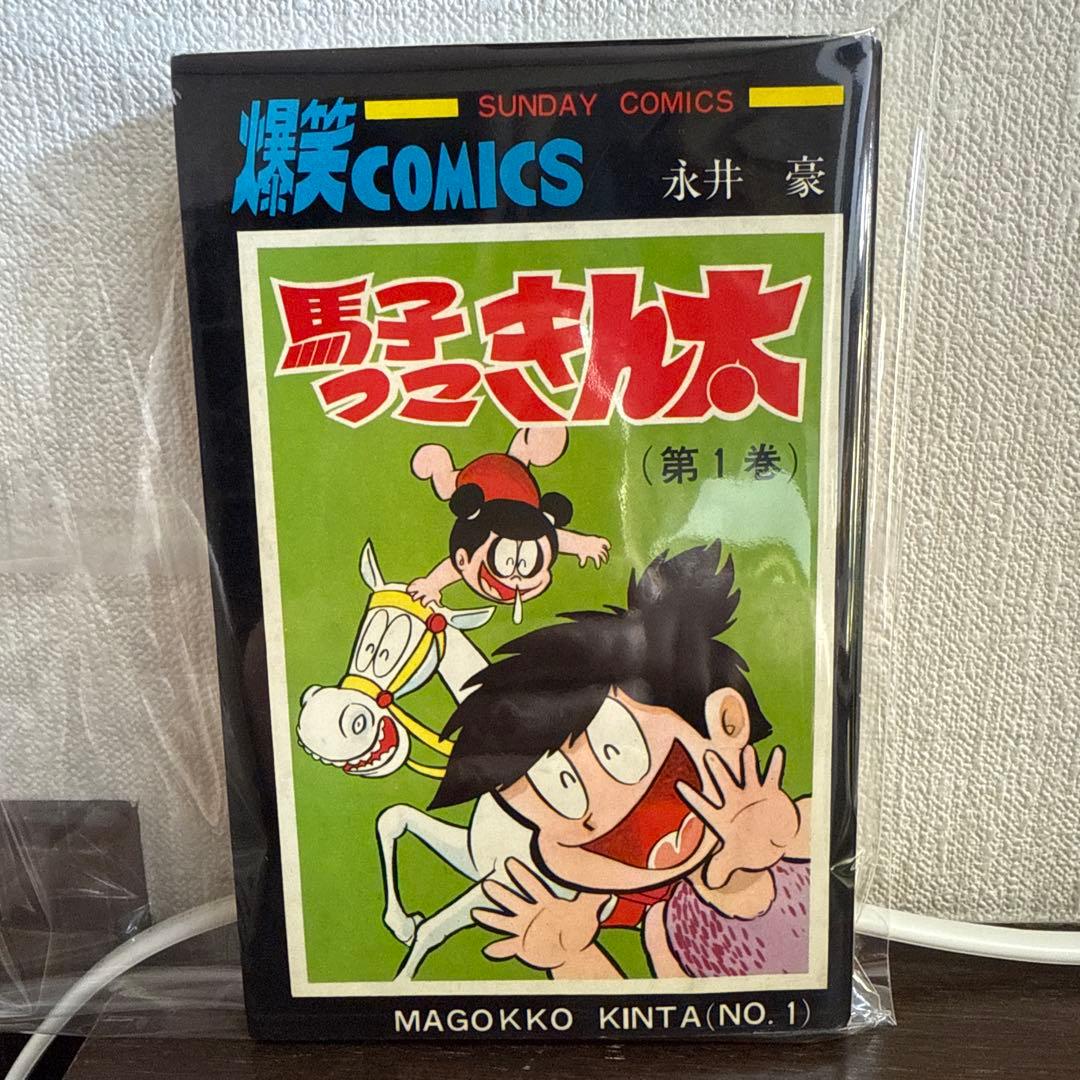 SUNDAY COMICS
爆笑COMICS
永井 豪
馬子っこきん太
(第1巻)
MAGOKKO KINTA(NO.1)